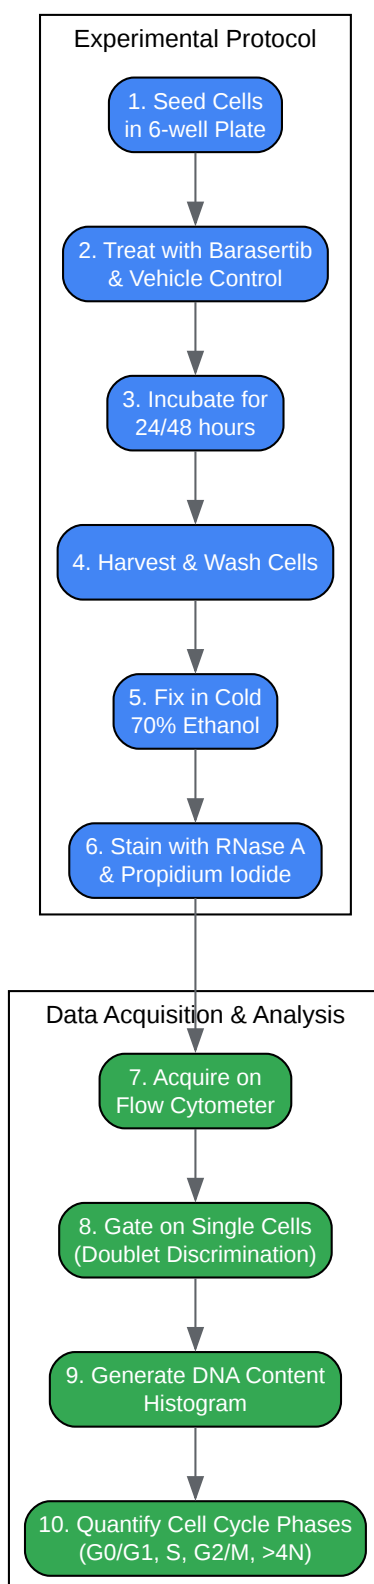 Experimental Protocol
1. Seed Cells
in 6-well Plate
2. Treat with Barasertib
& Vehicle Control
3. Incubate for
24/48 hours
4. Harvest & Wash Cells
5. Fix in Cold
70% Ethanol
6. Stain with RNase A
& Propidium Iodide
Data Acquisition & Analysis
7. Acquire on
Flow Cytometer
8. Gate on Single Cells
(Doublet Discrimination)
9. Generate DNA Content
Histogram
10. Quantify Cell Cycle Phases
(G0/G1, S, G2/M, >4N)